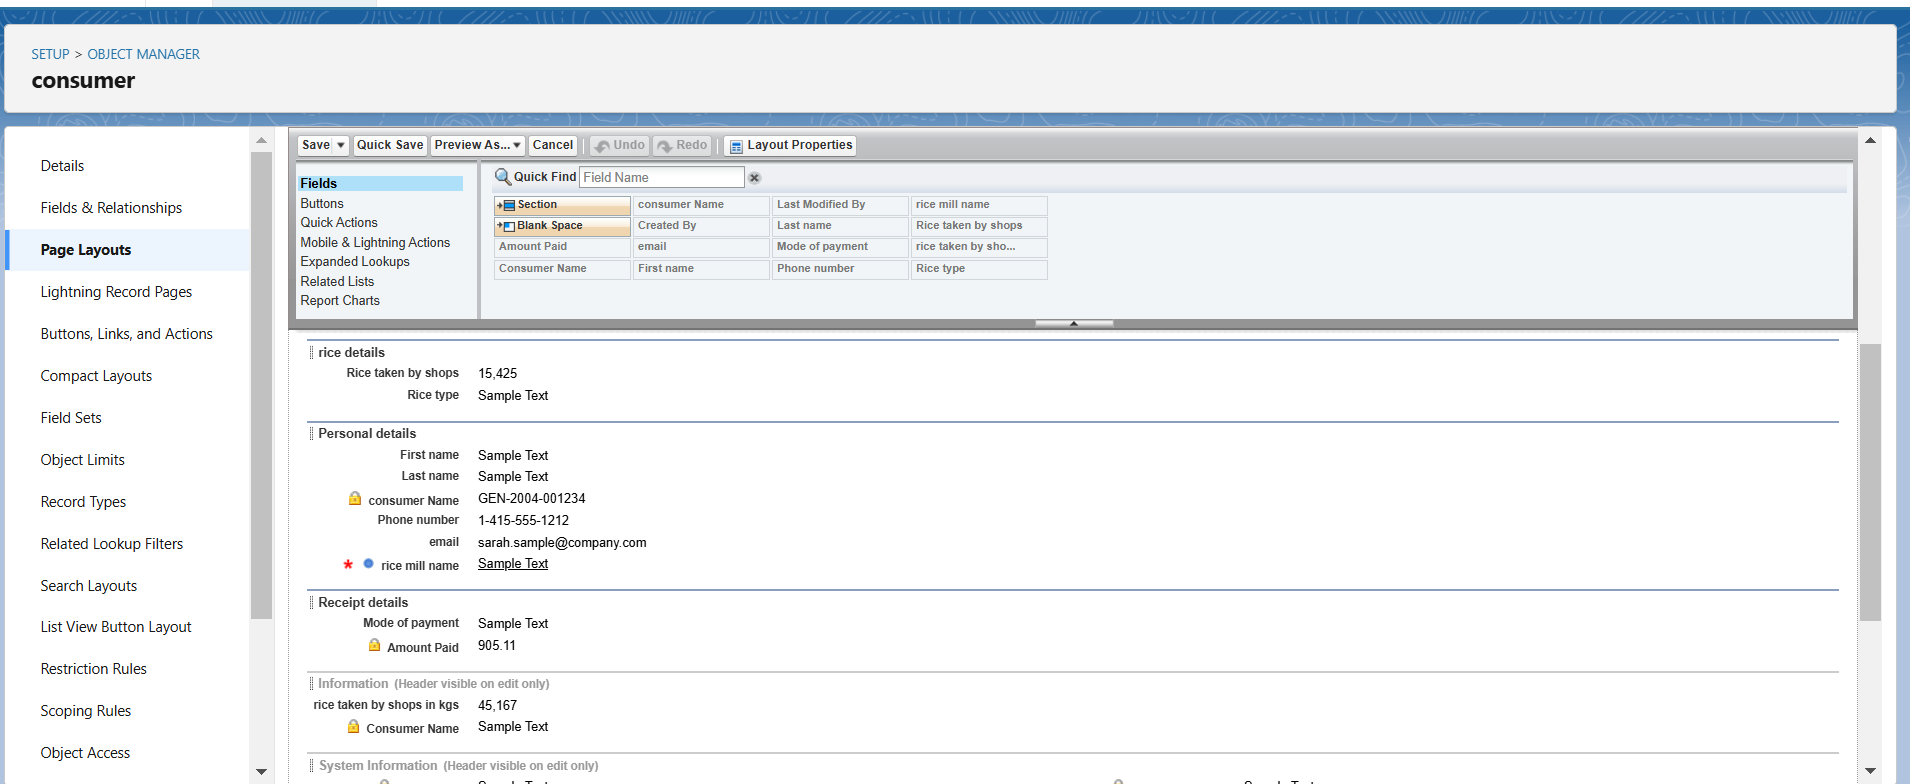 SETUP > OBJECT MANAGER
consumer
Details
Fields & Relationships
Page Layouts
Lightning Record Pages
Buttons, Links, and Actions
Compact Layouts
Field Sets
Object Limits
Record Types
Related Lookup Filters
Search Layouts
List View Button Layout
Restriction Rules
Scoping Rules
Object Access
Save Quick Save Preview As... Cancel Undo Redo Layout Properties
Fields
Buttons
Quick Actions
Mobile & Lightning Actions
Expanded Lookups
Related Lists
Report Charts
Quick Find Field Name
Section consumer Name Last Modified By rice mill name
Blank Space Created By Last name Rice taken by shops
Amount Paid email Mode of payment rice taken by sho...
Consumer Name First name Phone number Rice type
rice details
Rice taken by shops 15,425
Rice type Sample Text
Personal details
First name Sample Text
Last name Sample Text
consumer Name GEN-2004-001234
Phone number 1-415-555-1212
email sarah.sample@company.com
* rice mill name Sample Text
Receipt details
Mode of payment Sample Text
Amount Paid 905.11
Information (Header visible on edit only)
rice taken by shops in kgs 45,167
Consumer Name Sample Text
System Information (Header visible on edit only)